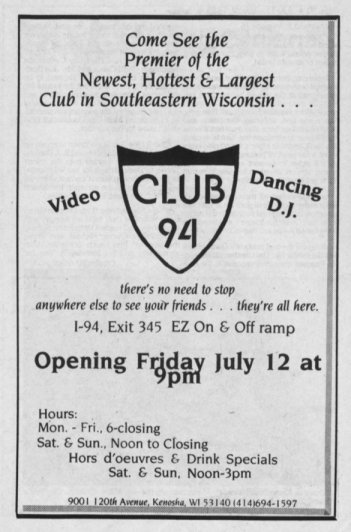 Come See the
Premier of the
Newest, Hottest & Largest
Club in Southeastern Wisconsin . . .
Video
CLUB
94
Dancing
D.J.
there's no need to stop
anywhere else to see your friends . . . they're all here.
I-94, Exit 345 EZ On & Off ramp
Opening Friday July 12 at
9pm
Hours:
Mon. - Fri., 6-closing
Sat. & Sun., Noon to Closing
Hors d'oeuvres & Drink Specials
Sat. & Sun, Noon-3pm
9001 120th Avenue, Kenosha, WI 53140 (414)694-1597